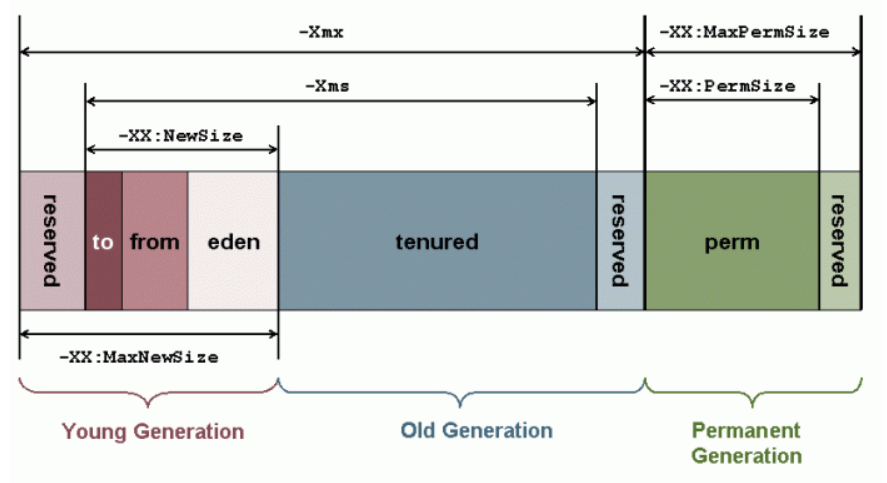 -Xmx
-XX:MaxPermSize
-Xms
-XX:PermSize
-XX:NewSize
reserved
to
from
eden
tenured
reserved
perm
reserved
-XX:MaxNewSize
Young Generation
Old Generation
Permanent
Generation